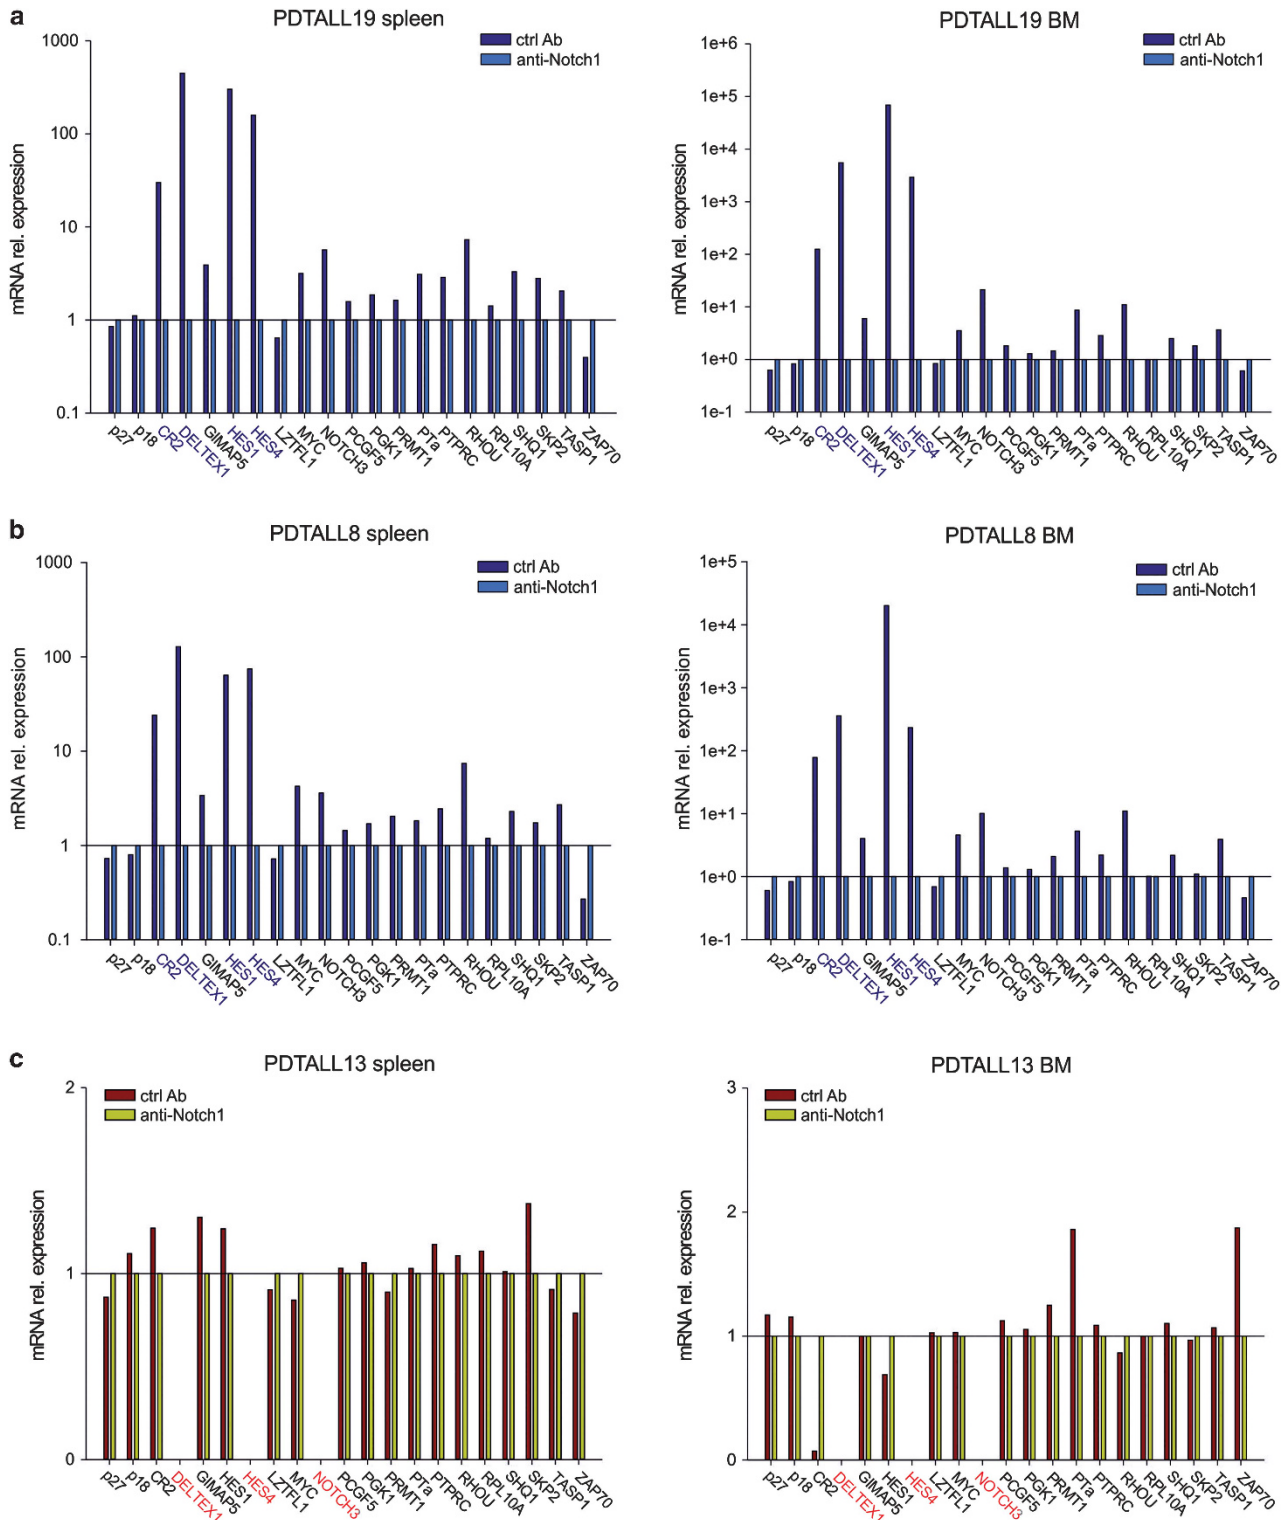 a
PDTALL19 spleen
ctrl Ab
anti-Notch1
mRNA rel. expression
1000
100
10
1
0.1
p27 p18 CR2 DELTEX1 GIMAP5 HES1 HES4 LZTFL1 MYC NOTCH3 PCGF5 PGK1 PRMT1 PTa PTPRC RHOU RPL10A SHQ1 SKP2 TASP1 ZAP70
PDTALL19 BM
ctrl Ab
anti-Notch1
mRNA rel. expression
1e+6
1e+5
1e+4
1e+3
1e+2
1e+1
1e+0
1e-1
p27 p18 CR2 DELTEX1 GIMAP5 HES1 HES4 LZTFL1 MYC NOTCH3 PCGF5 PGK1 PRMT1 PTa PTPRC RHOU RPL10A SHQ1 SKP2 TASP1 ZAP70
b
PDTALL8 spleen
ctrl Ab
anti-Notch1
mRNA rel. expression
1000
100
10
1
0.1
p27 p18 CR2 DELTEX1 GIMAP5 HES1 HES4 LZTFL1 MYC NOTCH3 PCGF5 PGK1 PRMT1 PTa PTPRC RHOU RPL10A SHQ1 SKP2 TASP1 ZAP70
PDTALL8 BM
ctrl Ab
anti-Notch1
mRNA rel. expression
1e+5
1e+4
1e+3
1e+2
1e+1
1e+0
1e-1
p27 p18 CR2 DELTEX1 GIMAP5 HES1 HES4 LZTFL1 MYC NOTCH3 PCGF5 PGK1 PRMT1 PTa PTPRC RHOU RPL10A SHQ1 SKP2 TASP1 ZAP70
c
PDTALL13 spleen
ctrl Ab
anti-Notch1
mRNA rel. expression
2
1
0
p27 p18 CR2 DELTEX1 GIMAP5 HES1 HES4 LZTFL1 MYC NOTCH3 PCGF5 PGK1 PRMT1 PTa PTPRC RHOU RPL10A SHQ1 SKP2 TASP1 ZAP70
PDTALL13 BM
ctrl Ab
anti-Notch1
mRNA rel. expression
3
2
1
0
p27 p18 CR2 DELTEX1 GIMAP5 HES1 HES4 LZTFL1 MYC NOTCH3 PCGF5 PGK1 PRMT1 PTa PTPRC RHOU RPL10A SHQ1 SKP2 TASP1 ZAP70